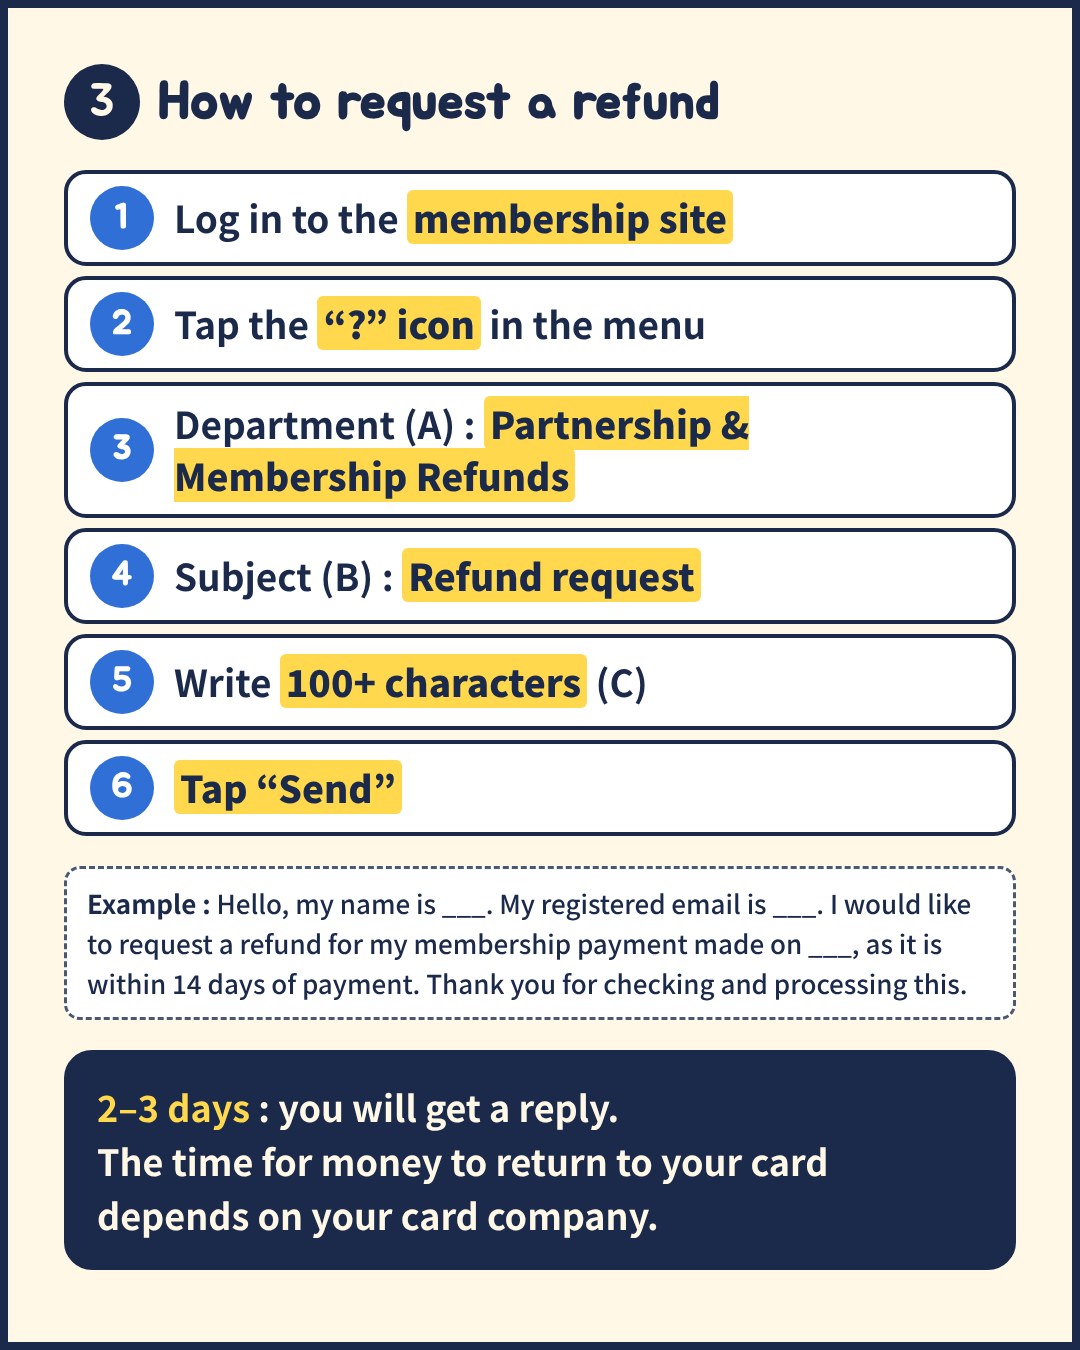 3 How to request a refund
1 Log in to the membership site
2 Tap the “?” icon in the menu
3 Department (A) : Partnership &
Membership Refunds
4 Subject (B) : Refund request
5 Write 100+ characters (C)
6 Tap “Send”
Example : Hello, my name is ___. My registered email is ___. I would like
to request a refund for my membership payment made on ___, as it is
within 14 days of payment. Thank you for checking and processing this.
2–3 days : you will get a reply.
The time for money to return to your card
depends on your card company.